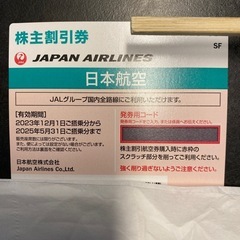 株主割引券
SF
JAPAN AIRLINES
日本航空
JALグループ国内全路線にご利用いただけます。
【有効期間】
2023年12月1日ご搭乗分から
2025年5月31日ご搭乗分まで
日本航空株式会社
Japan Airlines Co.,Ltd.
発券用コード
株主割引航空券購入時に赤枠の
スクラッチ部分を削ってご利用ください。
強く削り過ぎないようご注意ください。